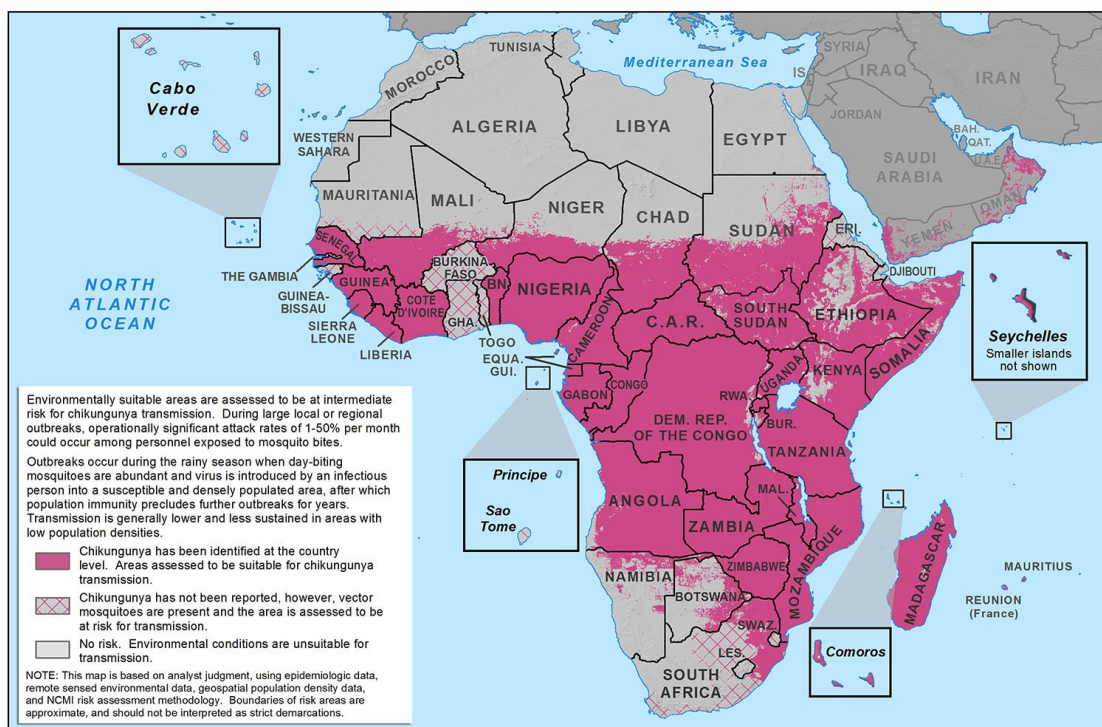 Cabo
Verde
TUNISIA
MOROCCO
Mediterranean Sea
SYRIA
IS.
IRAQ
IRAN
JORDAN
ALGERIA
LIBYA
EGYPT
BAH.
QAT.
U.A.E.
WESTERN
SAHARA
SAUDI
ARABIA
OMAN
MAURITANIA
MALI
NIGER
CHAD
SUDAN
ERI.
YEMEN
SENEGAL
THE GAMBIA
BURKINA
FASO
DJIBOUTI
NORTH
ATLANTIC
OCEAN
GUINEA-
BISSAU
GUINEA
SIERRA
LEONE
LIBERIA
COTE
D'IVOIRE
GHA.
BN
TOGO
NIGERIA
CAMEROON
C.A.R.
SOUTH
SUDAN
ETHIOPIA
SOMALIA
Seychelles
Smaller islands
not shown
EQUA.
GUI.
GABON
CONGO
DEM. REP.
OF THE CONGO
UGANDA
KENYA
RWA.
BUR.
TANZANIA
Principe
Sao
Tome
ANGOLA
ZAMBIA
MAL.
MOZAMBIQUE
ZIMBABWE
NAMIBIA
BOTSWANA
SWAZ.
LES.
SOUTH
AFRICA
MADAGASCAR
MAURITIUS
REUNION
(France)
Comoros
Environmentally suitable areas are assessed to be at intermediate
risk for chikungunya transmission. During large local or regional
outbreaks, operationally significant attack rates of 1-50% per month
could occur among personnel exposed to mosquito bites.
Outbreaks occur during the rainy season when day-biting
mosquitoes are abundant and virus is introduced by an infectious
person into a susceptible and densely populated area, after which
population immunity precludes further outbreaks for years.
Transmission is generally lower and less sustained in areas with
low population densities.
Chikungunya has been identified at the country
level. Areas assessed to be suitable for chikungunya
transmission.
Chikungunya has not been reported, however, vector
mosquitoes are present and the area is assessed to be
at risk for transmission.
No risk. Environmental conditions are unsuitable for
transmission.
NOTE: This map is based on analyst judgment, using epidemiologic data,
remote sensed environmental data, geospatial population density data,
and NCMI risk assessment methodology. Boundaries of risk areas are
approximate, and should not be interpreted as strict demarcations.